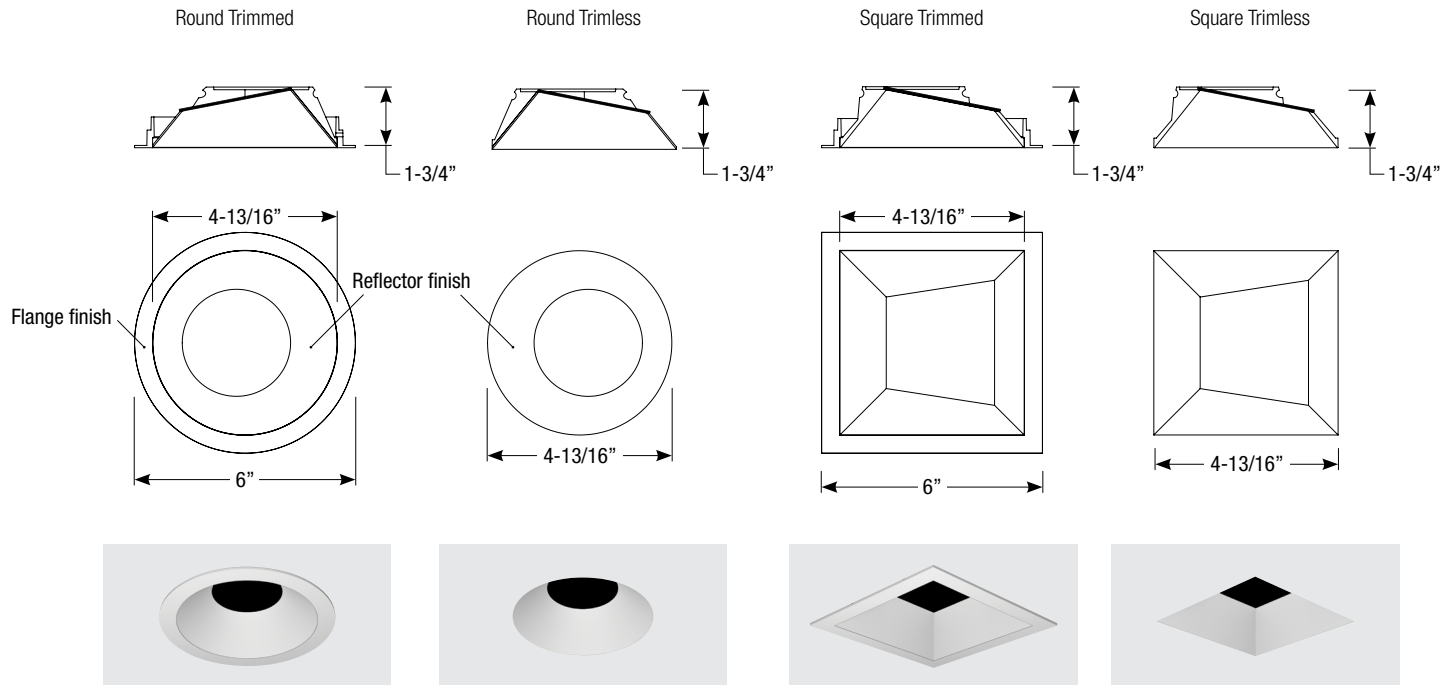 Round Trimmed
Round Trimless
Square Trimmed
Square Trimless
1-3/4”
1-3/4”
1-3/4”
1-3/4”
4-13/16”
4-13/16”
Reflector finish
Flange finish
4-13/16”
4-13/16”
6”
6”